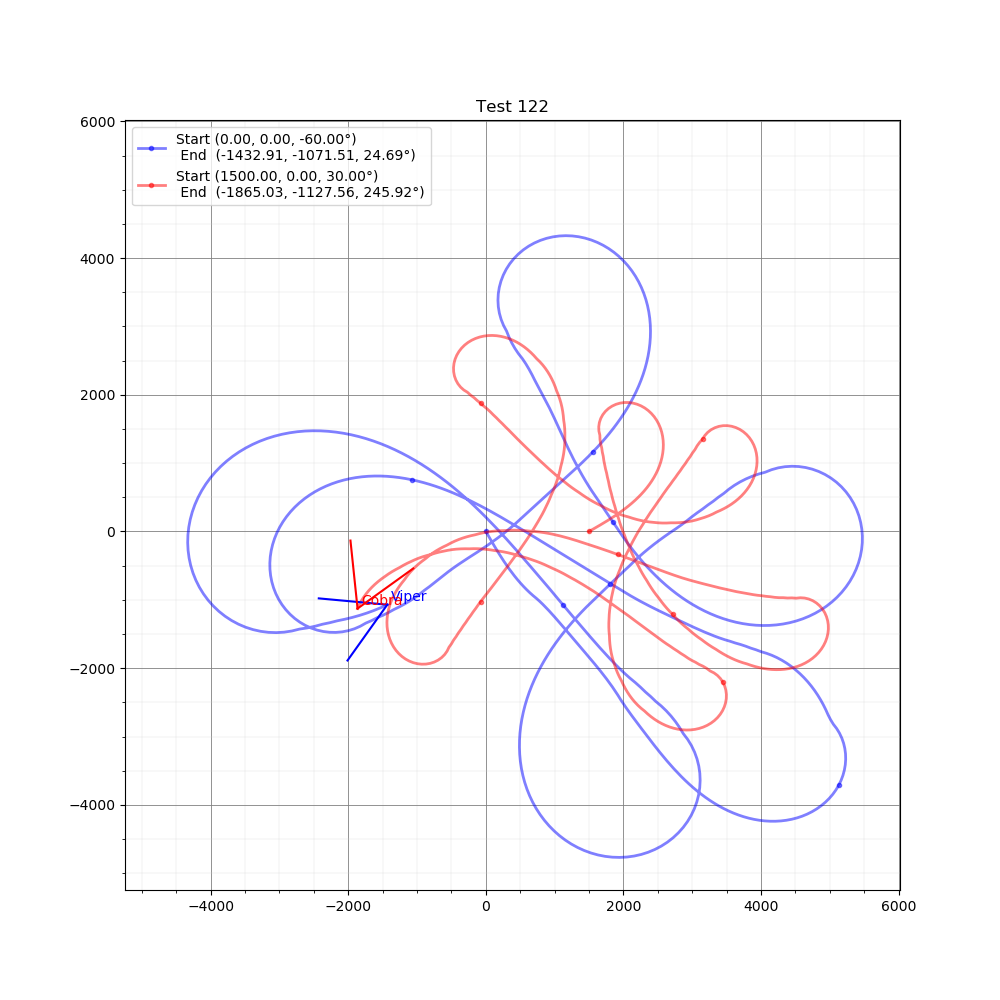 Test 122
Start (0.00, 0.00, -60.00°)
End (-1432.91, -1071.51, 24.69°)
Start (1500.00, 0.00, 30.00°)
End (-1865.03, -1127.56, 245.92°)
6000
4000
2000
0
−2000
−4000
Cobra
Viper
−4000
−2000
0
2000
4000
6000